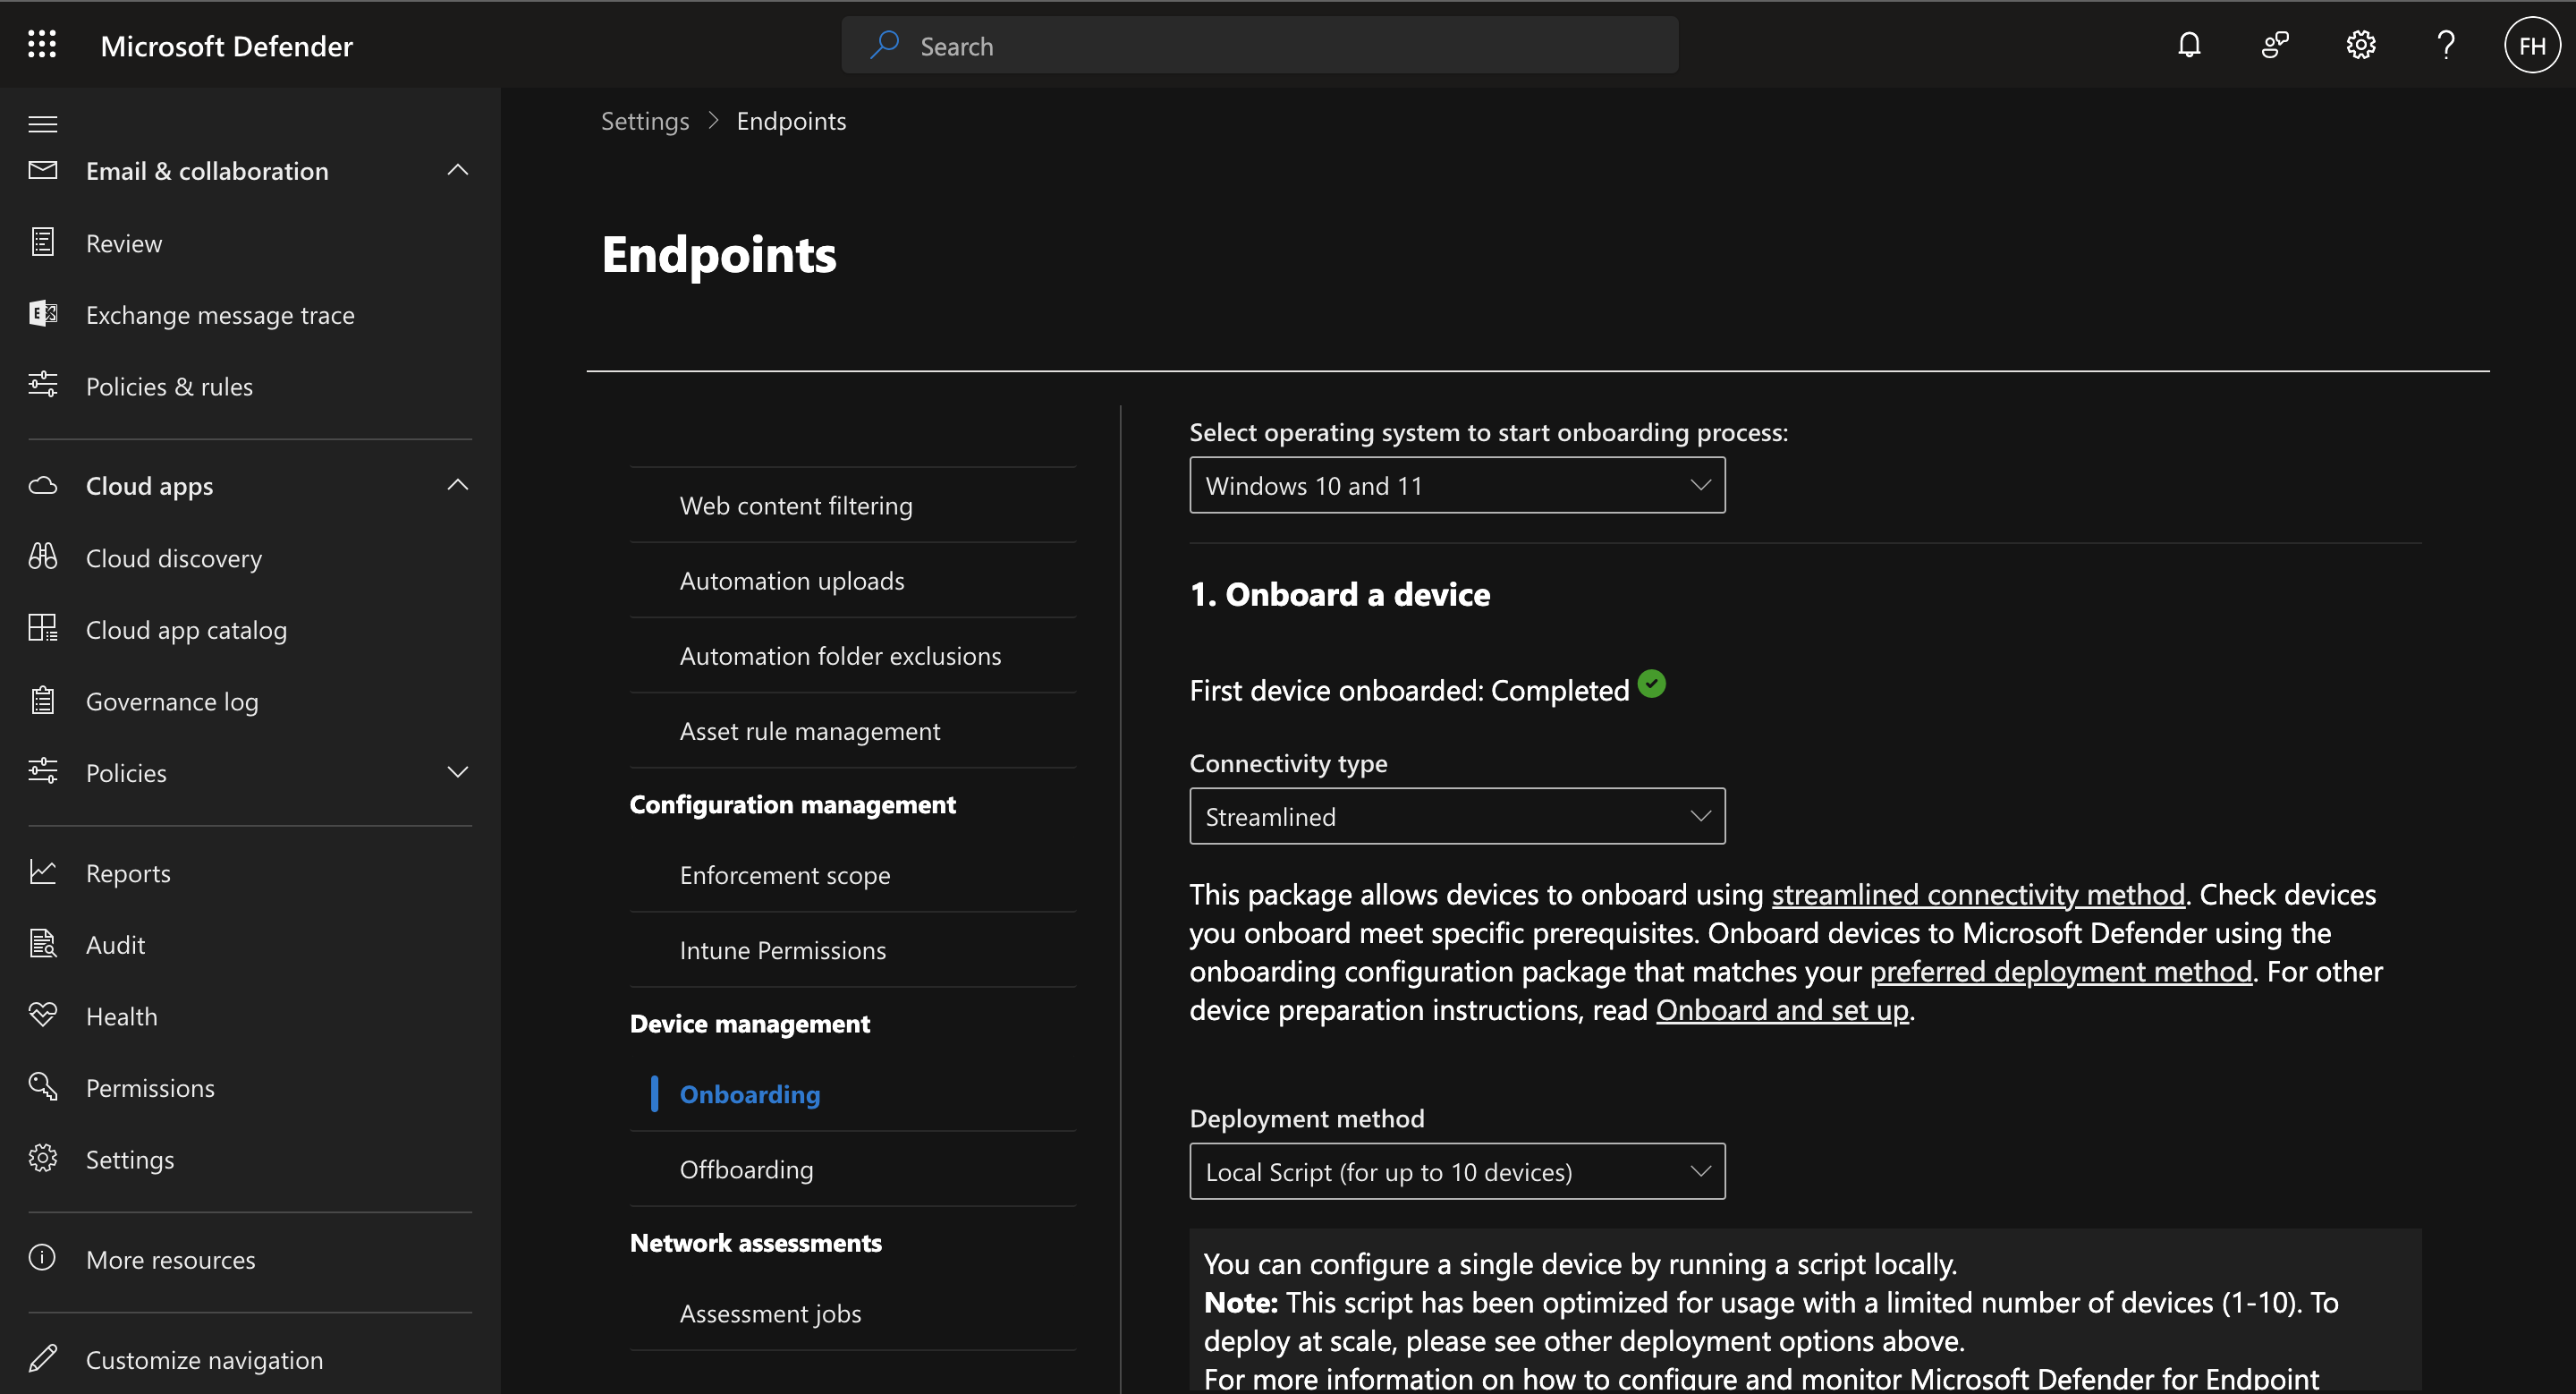 Microsoft Defender
Search
FH
Email & collaboration
Review
Exchange message trace
Policies & rules
Cloud apps
Cloud discovery
Cloud app catalog
Governance log
Policies
Reports
Audit
Health
Permissions
Settings
More resources
Customize navigation
Settings > Endpoints
Endpoints
Web content filtering
Automation uploads
Automation folder exclusions
Asset rule management
Configuration management
Enforcement scope
Intune Permissions
Device management
Onboarding
Offboarding
Network assessments
Assessment jobs
Select operating system to start onboarding process:
Windows 10 and 11
1. Onboard a device
First device onboarded: Completed
Connectivity type
Streamlined
This package allows devices to onboard using streamlined connectivity method. Check devices
you onboard meet specific prerequisites. Onboard devices to Microsoft Defender using the
onboarding configuration package that matches your preferred deployment method. For other
device preparation instructions, read Onboard and set up.
Deployment method
Local Script (for up to 10 devices)
You can configure a single device by running a script locally.
Note: This script has been optimized for usage with a limited number of devices (1-10). To
deploy at scale, please see other deployment options above.
For more information on how to configure and monitor Microsoft Defender for Endpoint